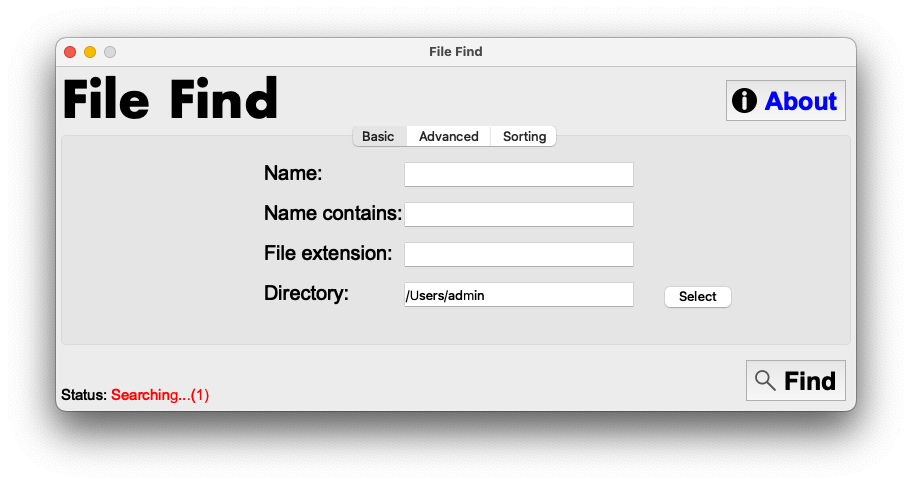 File Find
File Find
About
Basic Advanced Sorting
Name:
Name contains:
File extension:
Directory: /Users/admin Select
Status: Searching...(1)
Find